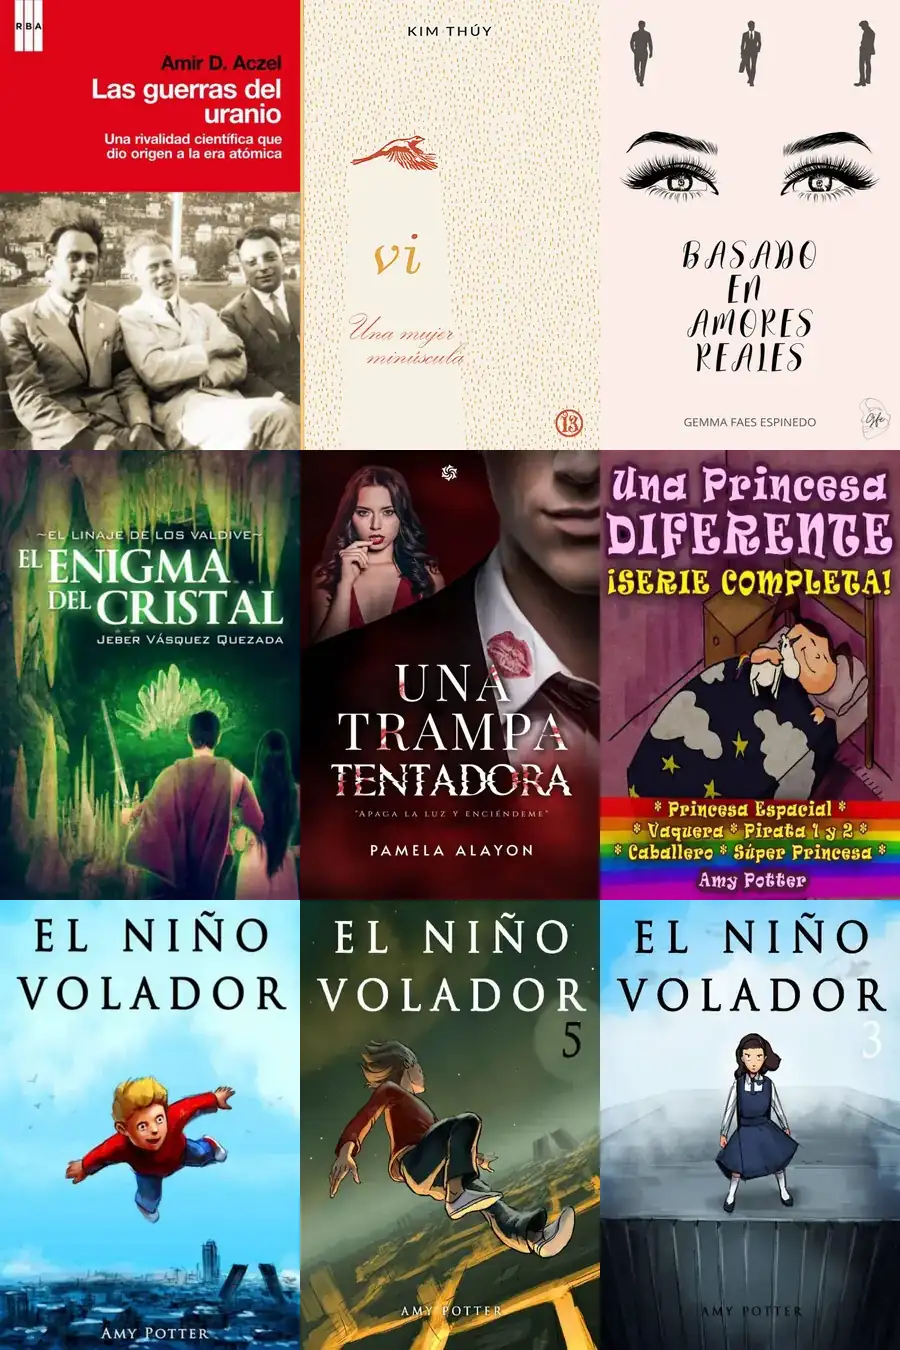 RBA
Amir D. Aczel
Las guerras del
uranio
Una rivalidad científica que
dio origen a la era atómica
KIM THÚY
vi
Una mujer
minúscula
13
BASADO
EN
AMORES
REALES
GEMMA FAES ESPINEDO
Gfe
~EL LINAJE DE LOS VALDIVE~
EL ENIGMA
DEL CRISTAL
JEBER VÁSQUEZ QUEZADA
UNA
TRAMPA
TENTADORA
"APAGA LA LUZ Y ENCIÉNDEME"
PAMELA ALAYON
Una Princesa
DIFERENTE
¡SERIE COMPLETA!
* Princesa Espacial *
* Vaquera * Pirata 1 y 2 *
* Caballero * Súper Princesa *
Amy Potter
EL NIÑO
VOLADOR
AMY POTTER
EL NIÑO
VOLADOR
5
AMY POTTER
EL NIÑO
VOLADOR
3
AMY POTTER